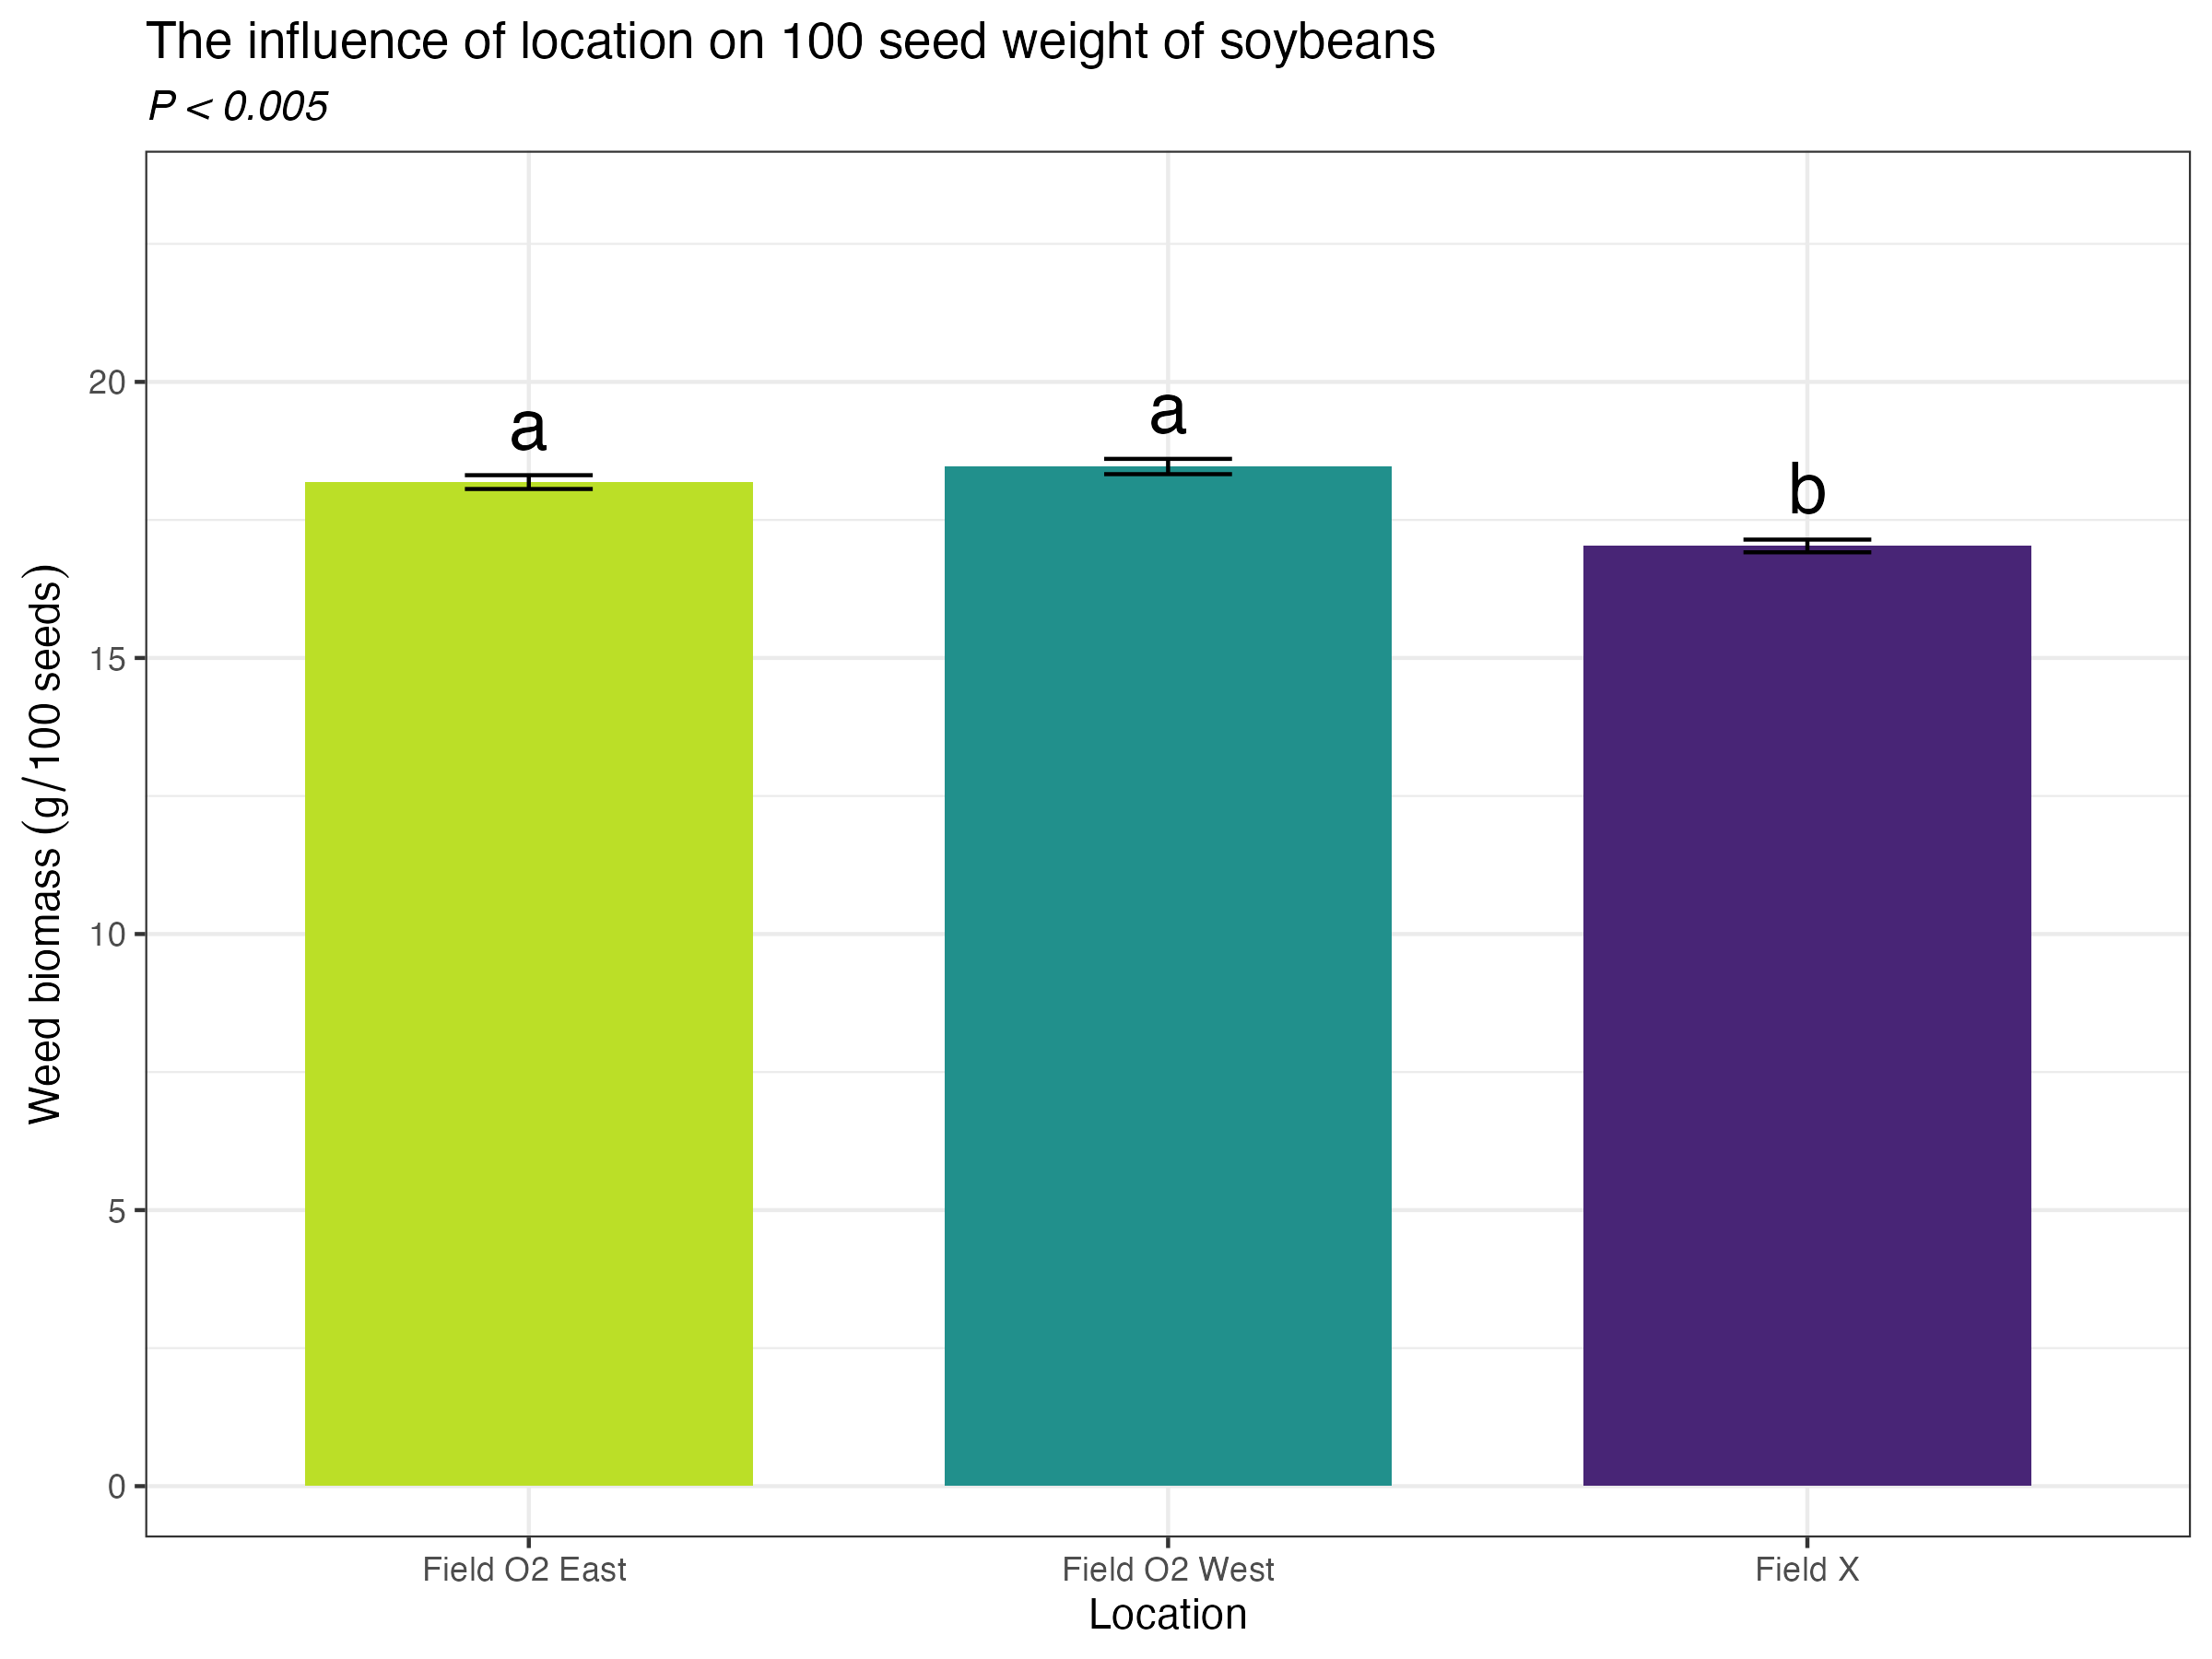 The influence of location on 100 seed weight of soybeans
P < 0.005
Weed biomass (g/100 seeds)
20
15
10
5
0
a
a
b
Field O2 East
Field O2 West
Field X
Location